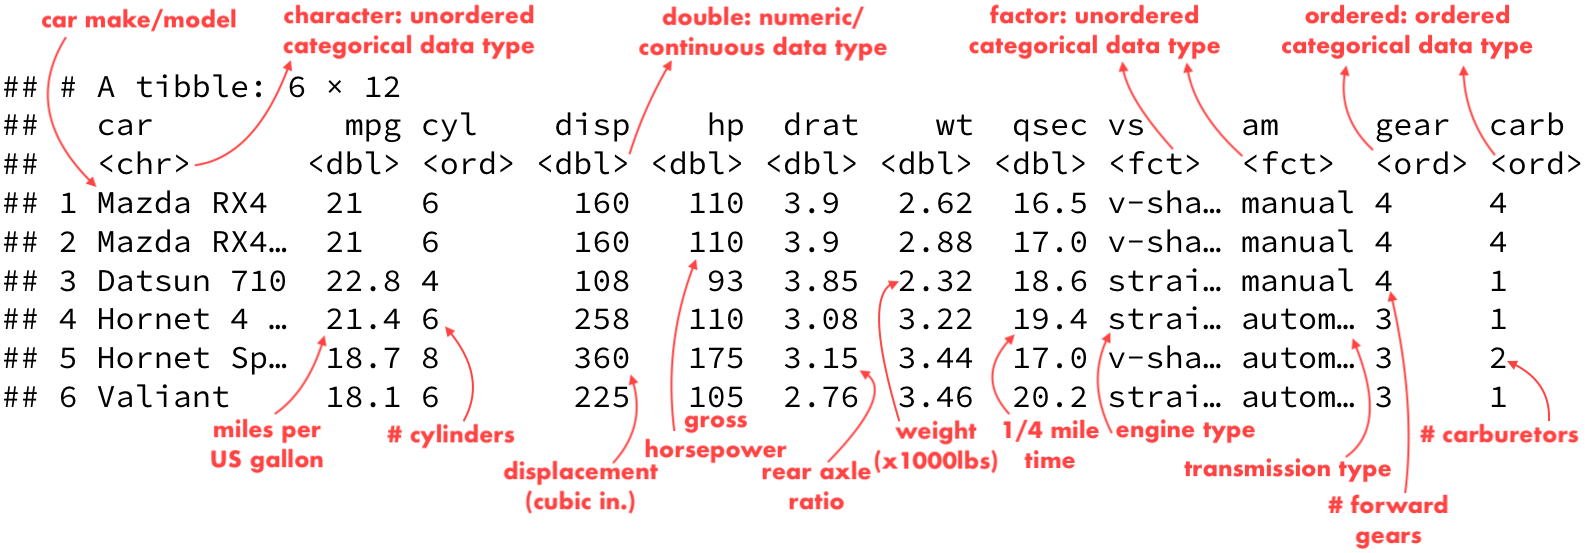 car make/model
character: unordered
categorical data type
double: numeric/
continuous data type
factor: unordered
categorical data type
ordered: ordered
categorical data type
## # A tibble: 6 × 12
##   car            mpg cyl    disp    hp  drat    wt  qsec vs     am     gear  carb
##   <chr>        <dbl> <ord> <dbl> <dbl> <dbl> <dbl> <dbl> <fct>  <fct>  <ord> <ord>
## 1 Mazda RX4     21   6       160   110  3.9   2.62  16.5 v-sha… manual 4     4
## 2 Mazda RX4…    21   6       160   110  3.9   2.88  17.0 v-sha… manual 4     4
## 3 Datsun 710    22.8 4       108    93  3.85  2.32  18.6 strai… manual 4     1
## 4 Hornet 4 …    21.4 6       258   110  3.08  3.22  19.4 strai… autom… 3     1
## 5 Hornet Sp…    18.7 8       360   175  3.15  3.44  17.0 v-sha… autom… 3     2
## 6 Valiant       18.1 6       225   105  2.76  3.46  20.2 strai… autom… 3     1
miles per
US gallon
# cylinders
displacement
(cubic in.)
gross
horsepower
rear axle
ratio
weight
(x1000lbs)
1/4 mile
time
engine type
transmission type
# forward
gears
# carburetors